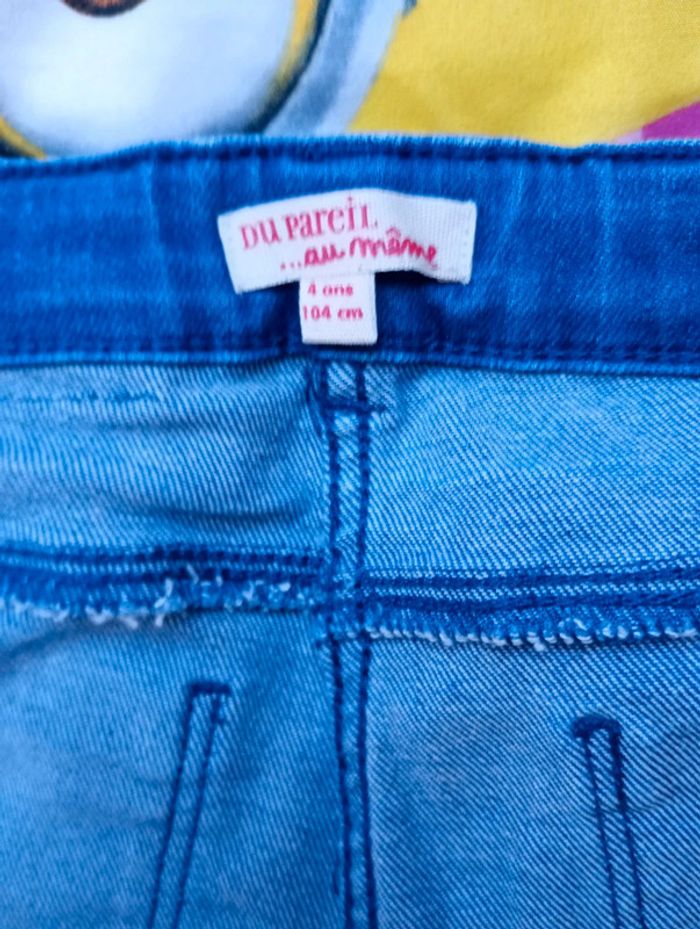 DU Pareil
...au même
4 ans
104 cm